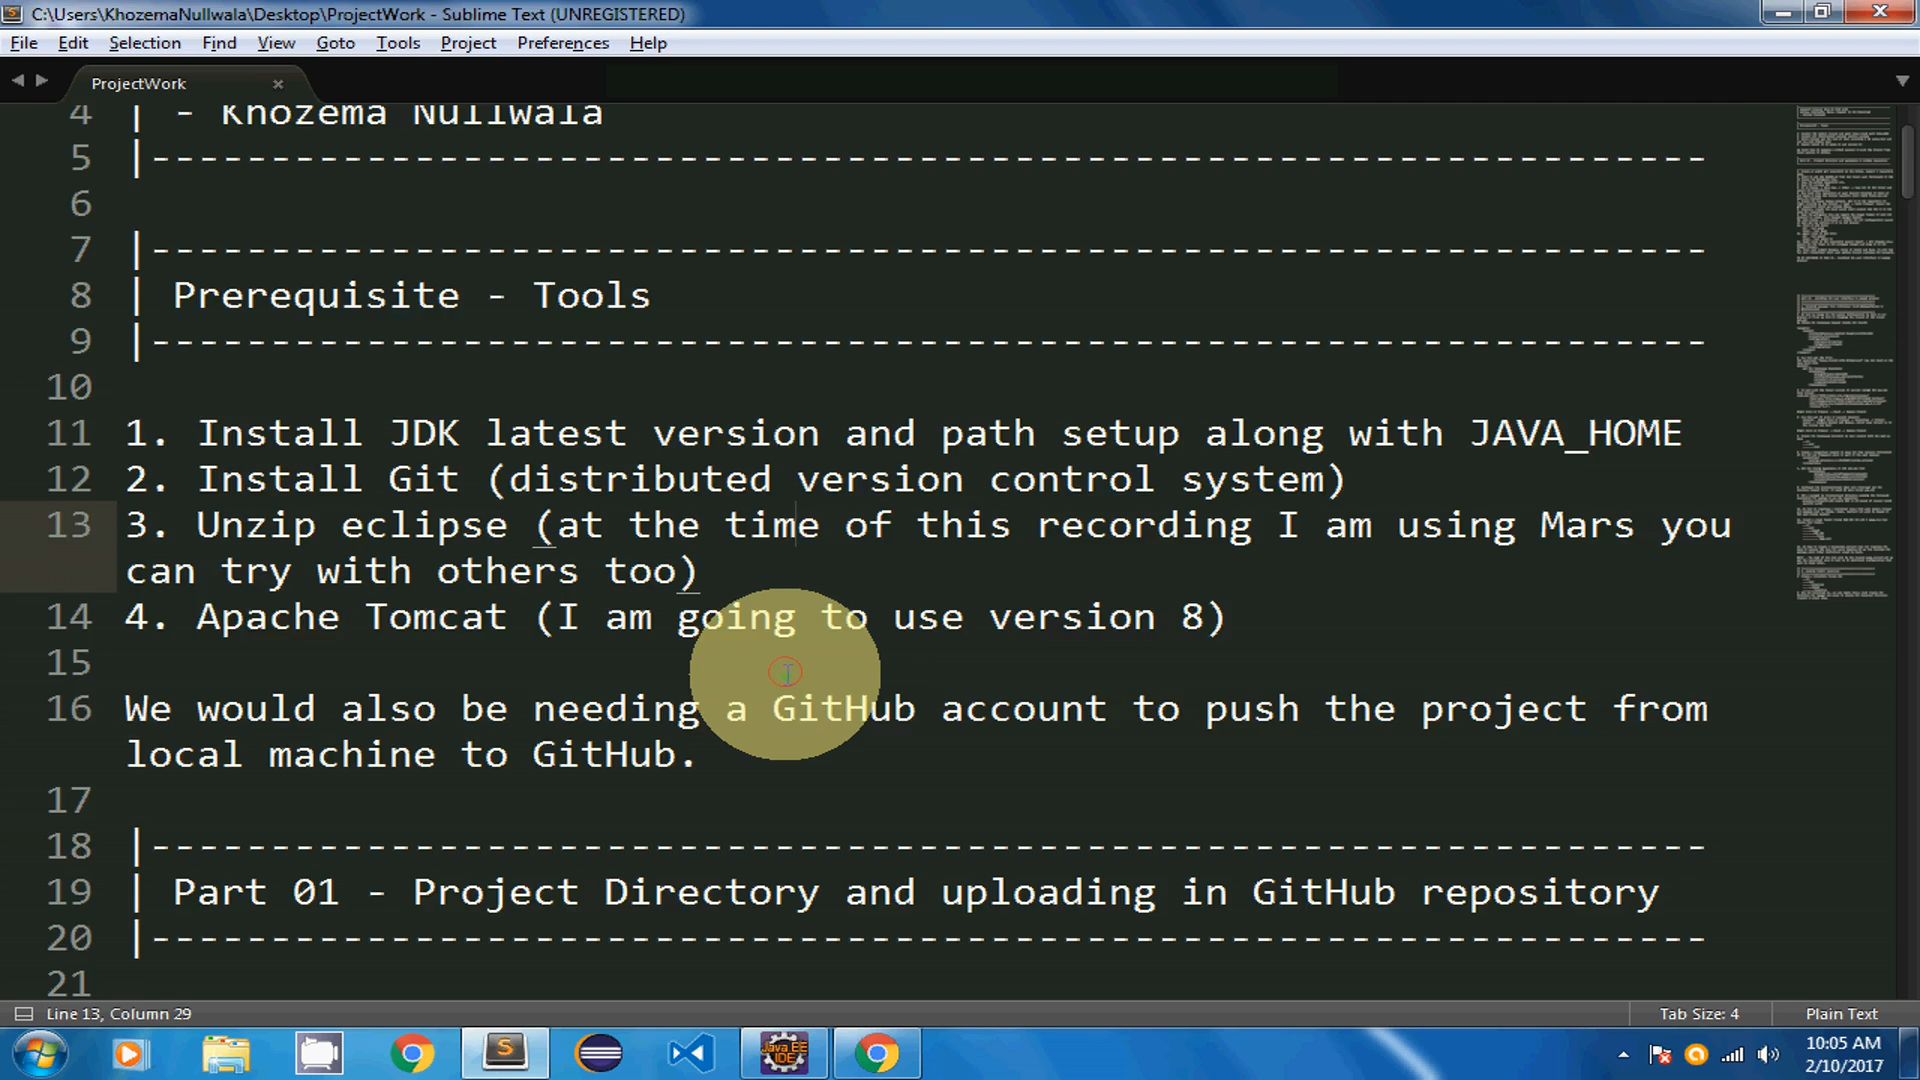 C:\Users\KhozemaNullwala\Desktop\ProjectWork - Sublime Text (UNREGISTERED)
File Edit Selection Find View Goto Tools Project Preferences Help
ProjectWork
4 | - Khozema Nullwala
5 |-----------------------------------------------------------------
6
7 |-----------------------------------------------------------------
8 | Prerequisite - Tools
9 |-----------------------------------------------------------------
10
11 1. Install JDK latest version and path setup along with JAVA_HOME
12 2. Install Git (distributed version control system)
13 3. Unzip eclipse (at the time of this recording I am using Mars you
can try with others too)
14 4. Apache Tomcat (I am going to use version 8)
15
16 We would also be needing a GitHub account to push the project from
local machine to GitHub.
17
18 |-----------------------------------------------------------------
19 | Part 01 - Project Directory and uploading in GitHub repository
20 |-----------------------------------------------------------------
21
Line 13, Column 29 Tab Size: 4 Plain Text
Java EE
IDE
10:05 AM
2/10/2017